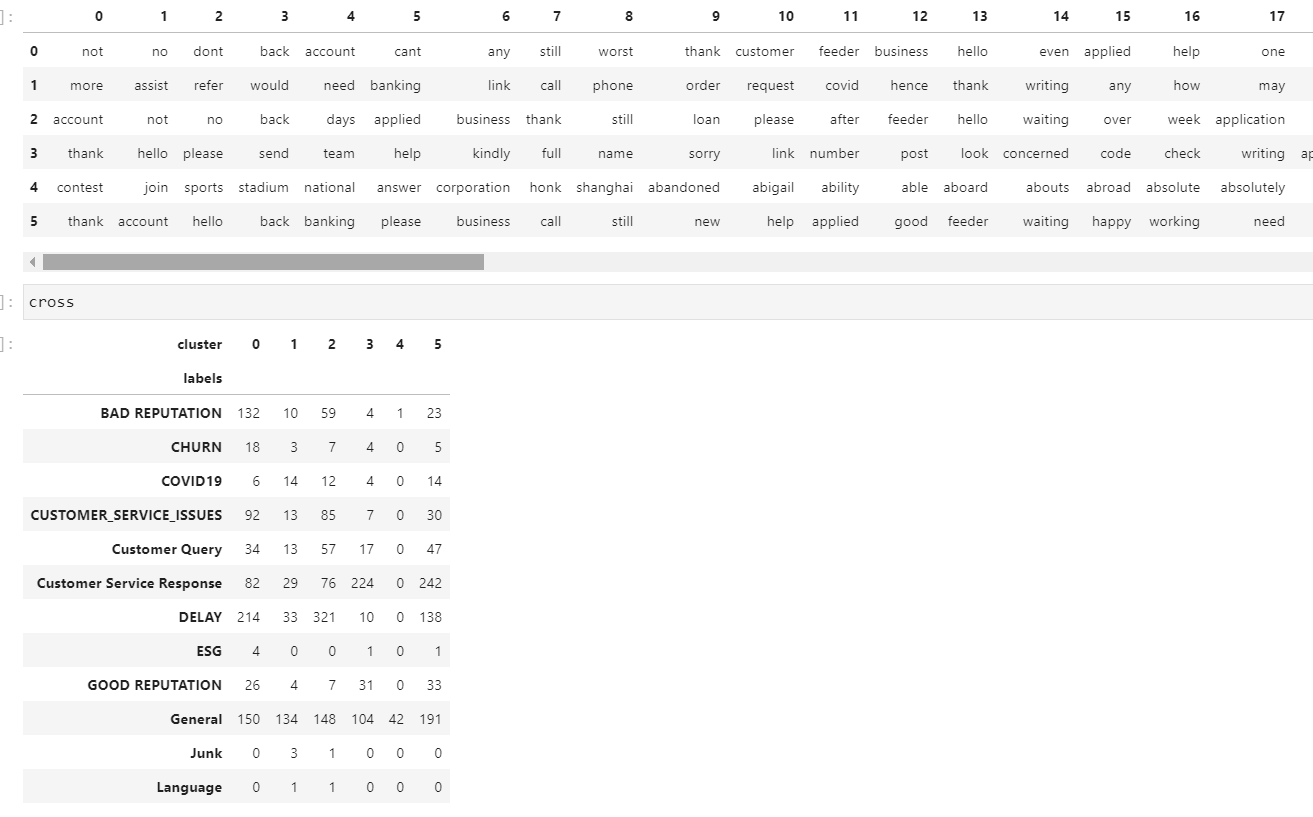 ]: 0 1 2 3 4 5 6 7 8 9 10 11 12 13 14 15 16 17
0 not no dont back account cant any still worst thank customer feeder business hello even applied help one
1 more assist refer would need banking link call phone order request covid hence thank writing any how may
2 account not no back days applied business thank still loan please after feeder hello waiting over week application
3 thank hello please send team help kindly full name sorry link number post look concerned code check writing ap
4 contest join sports stadium national answer corporation honk shanghai abandoned abigail ability able aboard abouts abroad absolute absolutely
5 thank account hello back banking please business call still new help applied good feeder waiting happy working need
]: cross
]: cluster 0 1 2 3 4 5
labels
BAD REPUTATION 132 10 59 4 1 23
CHURN 18 3 7 4 0 5
COVID19 6 14 12 4 0 14
CUSTOMER_SERVICE_ISSUES 92 13 85 7 0 30
Customer Query 34 13 57 17 0 47
Customer Service Response 82 29 76 224 0 242
DELAY 214 33 321 10 0 138
ESG 4 0 0 1 0 1
GOOD REPUTATION 26 4 7 31 0 33
General 150 134 148 104 42 191
Junk 0 3 1 0 0 0
Language 0 1 1 0 0 0